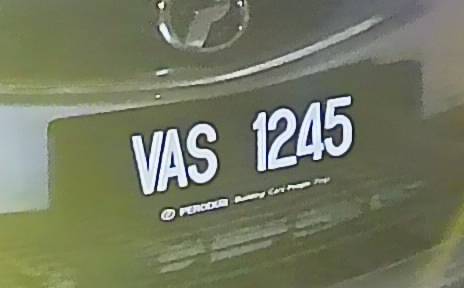 VAS 1245
PERODUA Building Cars People First